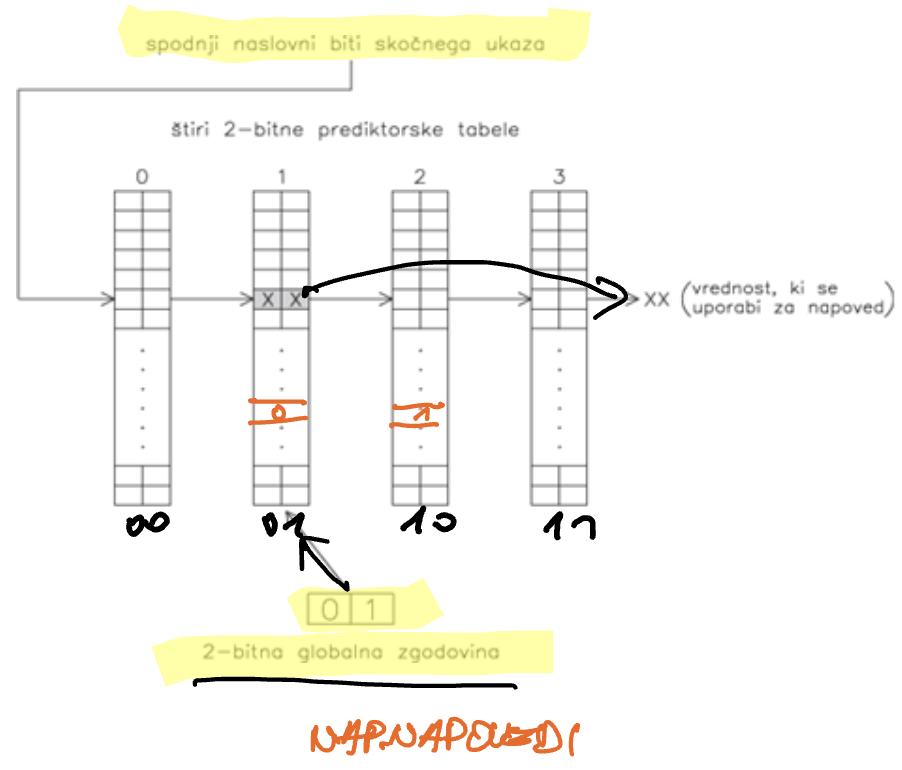 spodnji naslovni biti skočnega ukaza
štiri 2-bitne prediktorske tabele
0 1 2 3
X X
XX (vrednost, ki se
uporabi za napoved)
0 1
00 01 10 11
0 1
2-bitna globalna zgodovina